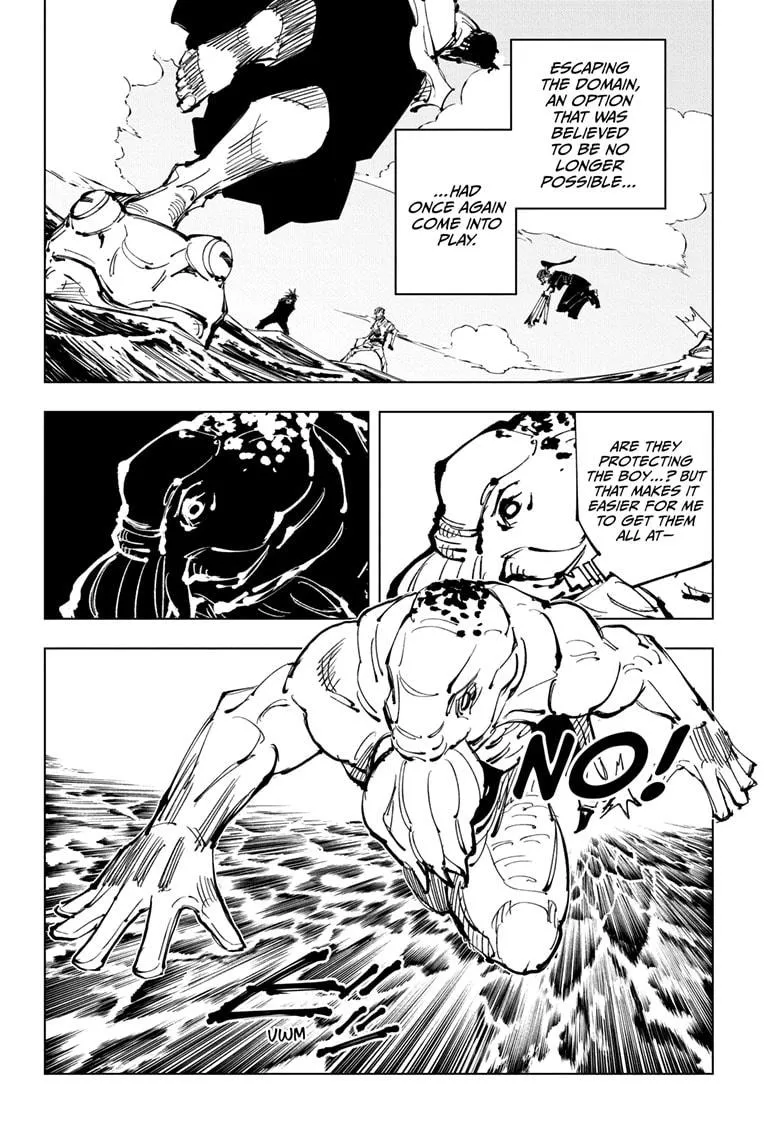 ESCAPING
THE DOMAIN,
AN OPTION
THAT WAS
BELIEVED
TO BE NO
LONGER
POSSIBLE...
...HAD
ONCE AGAIN
COME INTO
PLAY.
ARE THEY
PROTECTING
THE BOY...? BUT
THAT MAKES IT
EASIER FOR ME
TO GET THEM
ALL AT—
NO!
VWM